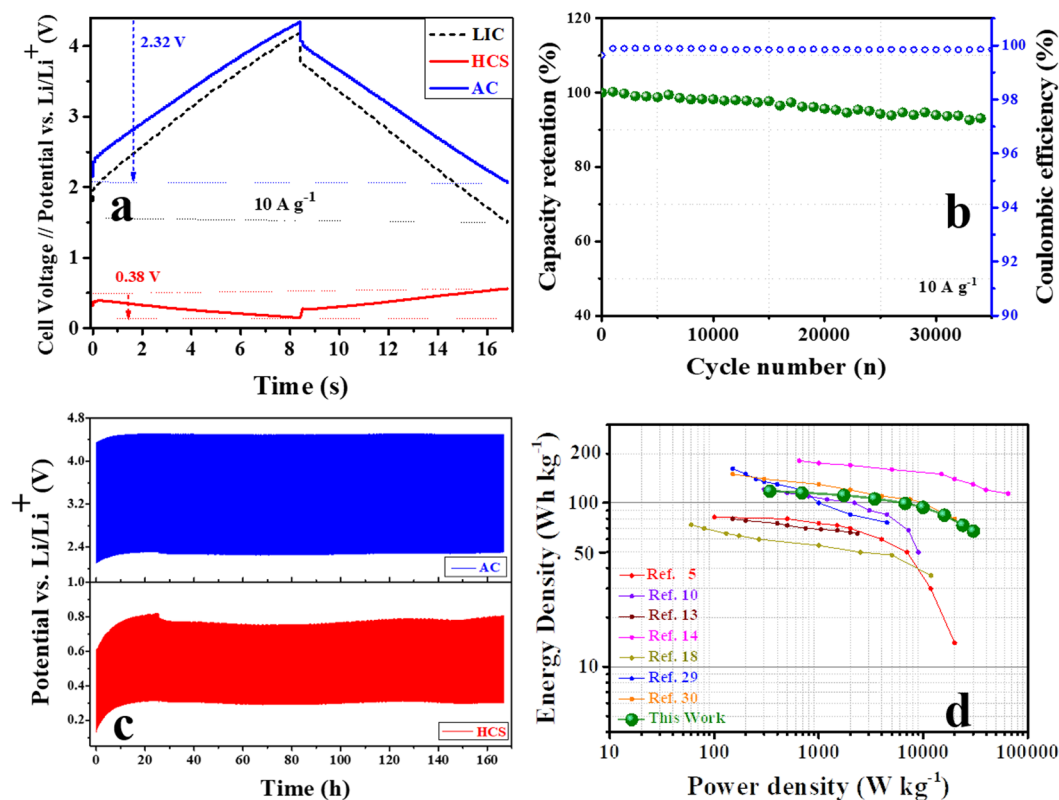 a
Cell Voltage // Potential vs. Li/Li+ (V)
4
3
2
1
0
2.32 V
LIC
HCS
AC
10 A g-1
0.38 V
0 2 4 6 8 10 12 14 16
Time (s)
b
Capacity retention (%)
120
100
80
60
40
Coulombic efficiency (%)
100
98
96
94
92
91
90
10 A g-1
0 10000 20000 30000
Cycle number (n)
c
Potential vs. Li/Li+ (V)
4.8
4.0
3.2
2.4
1.0
0.8
0.6
0.4
0.2
AC
HCS
0 20 40 60 80 100 120 140 160
Time (h)
d
Energy Density (Wh kg-1)
200
100
50
10
Ref. 5
Ref. 10
Ref. 13
Ref. 14
Ref. 18
Ref. 29
Ref. 30
This Work
10 100 1000 10000 100000
Power density (W kg-1)